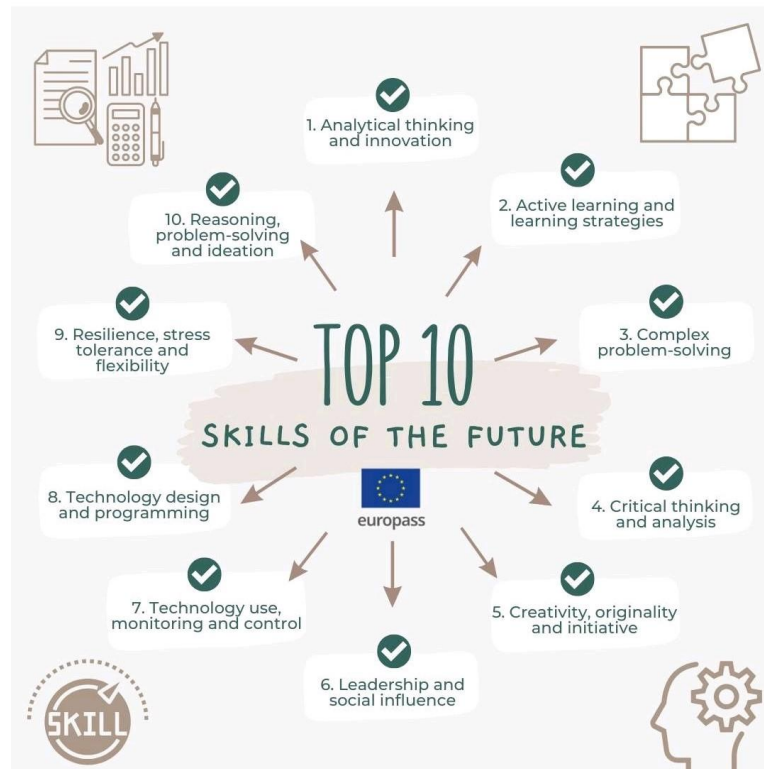 1. Analytical thinking
and innovation
2. Active learning and
learning strategies
3. Complex
problem-solving
4. Critical thinking
and analysis
5. Creativity, originality
and initiative
6. Leadership and
social influence
7. Technology use,
monitoring and control
8. Technology design
and programming
9. Resilience, stress
tolerance and
flexibility
10. Reasoning,
problem-solving
and ideation
TOP 10
SKILLS OF THE FUTURE
europass
SKILL